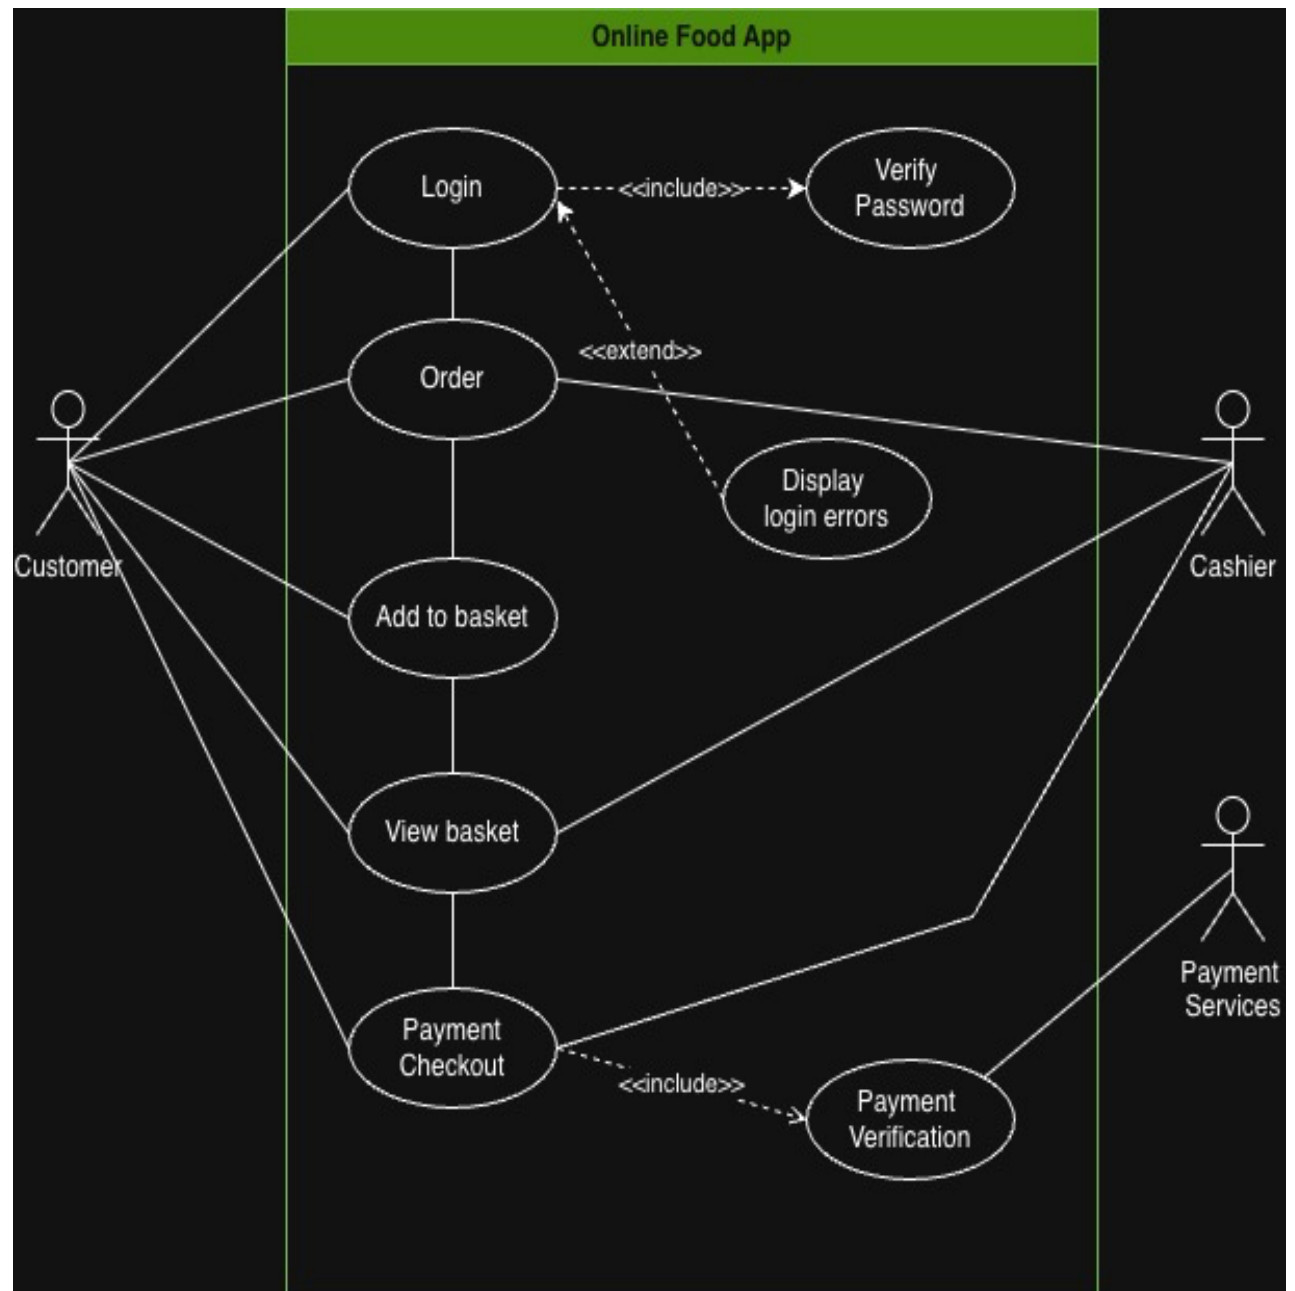 Online Food App
Login
<<include>>
Verify
Password
<<extend>>
Order
Display
login errors
Customer
Cashier
Add to basket
View basket
Payment
Services
Payment
Checkout
<<include>>
Payment
Verification